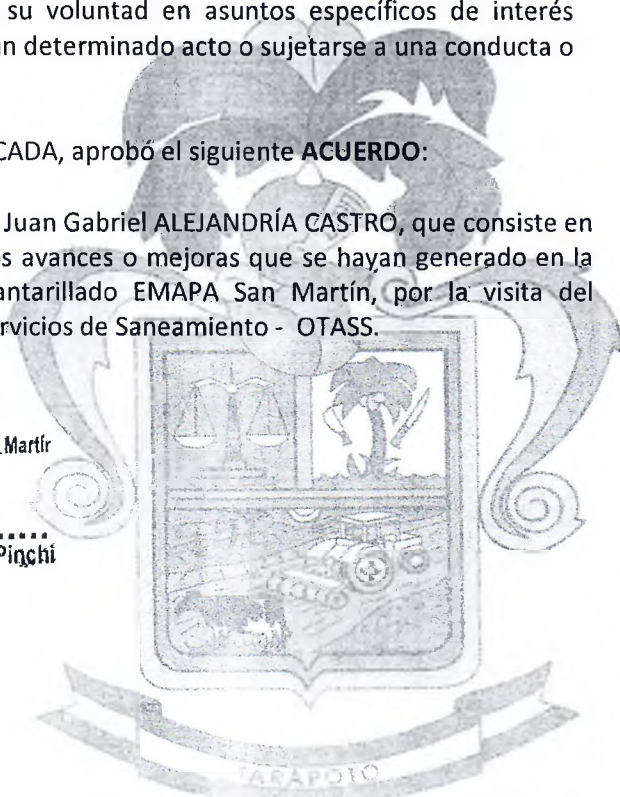 su voluntad en asuntos específicos de interés
un determinado acto o sujetarse a una conducta o
CADA, aprobó el siguiente ACUERDO:
Juan Gabriel ALEJANDRÍA CASTRO, que consiste en
os avances o mejoras que se hayan generado en la
antarillado EMAPA San Martín, por la visita del
rvicios de Saneamiento - OTASS.
Martír
Pinchi
TARAPOTO